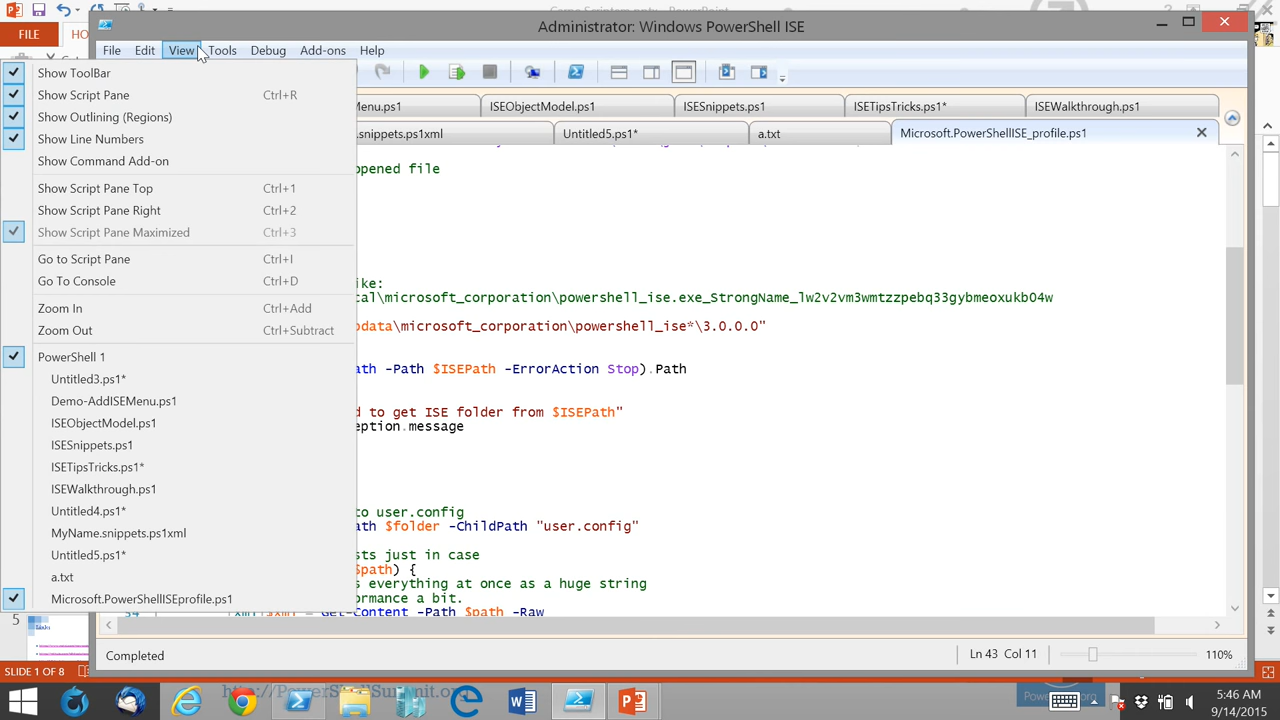 Administrator: Windows PowerShell ISE
FILE
File Edit View Tools Debug Add-ons Help
Show ToolBar
Show Script Pane Ctrl+R
Show Outlining (Regions)
Show Line Numbers
Show Command Add-on
Show Script Pane Top Ctrl+1
Show Script Pane Right Ctrl+2
Show Script Pane Maximized Ctrl+3
Go to Script Pane Ctrl+I
Go To Console Ctrl+D
Zoom In Ctrl+Add
Zoom Out Ctrl+Subtract
PowerShell 1
Untitled3.ps1*
Demo-AddISEMenu.ps1
ISEObjectModel.ps1
ISESnippets.ps1
ISETipsTricks.ps1*
ISEWalkthrough.ps1
Untitled4.ps1*
MyName.snippets.ps1xml
Untitled5.ps1*
a.txt
Microsoft.PowerShellISEprofile.ps1
Menu.ps1 ISEObjectModel.ps1 ISESnippets.ps1 ISETipsTricks.ps1* ISEWalkthrough.ps1
.snippets.ps1xml Untitled5.ps1* a.txt Microsoft.PowerShellISE_profile.ps1
opened file
ike:
tal\microsoft_corporation\powershell_ise.exe_StrongName_lw2v2vm3wmtzzpebq33gybmeoxukb04w
pdata\microsoft_corporation\powershell_ise*\3.0.0.0"
ath -Path $ISEPath -ErrorAction Stop).Path
d to get ISE folder from $ISEPath"
eption.message
to user.config
ath $folder -ChildPath "user.config"
sts just in case
$path) {
s everything at once as a huge string
rmance a bit.
Get-Content -Path $path -Raw
Completed
Ln 43 Col 11
110%
5
SLIDE 1 OF 8
http://PowerShellSummit.org
5:46 AM
9/14/2015